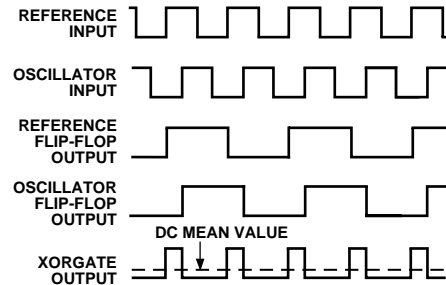 REFERENCE
INPUT
OSCILLATOR
INPUT
REFERENCE
FLIP-FLOP
OUTPUT
OSCILLATOR
FLIP-FLOP
OUTPUT
DC MEAN VALUE
XORGATE
OUTPUT